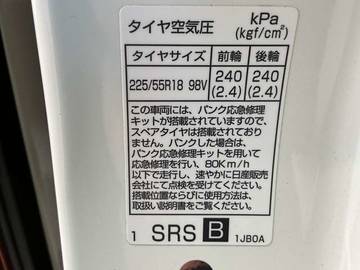 タイヤ空気圧 kPa
(kgf/cm²)
タイヤサイズ 前輪 後輪
225/55R18 98V 240 240
(2.4) (2.4)
この車両には、パンク応急修理
キットが搭載されていますので、
スペアタイヤは搭載されており
ません。パンクした場合は、
パンク応急修理キットを用いて
応急修理を行い、80Km/h
以下で走行し、速やかに日産販売
会社にて点検を受けてください。
搭載位置ならびに使用方法は、
取扱い説明書をご覧ください。
1 SRS B 1JB0A